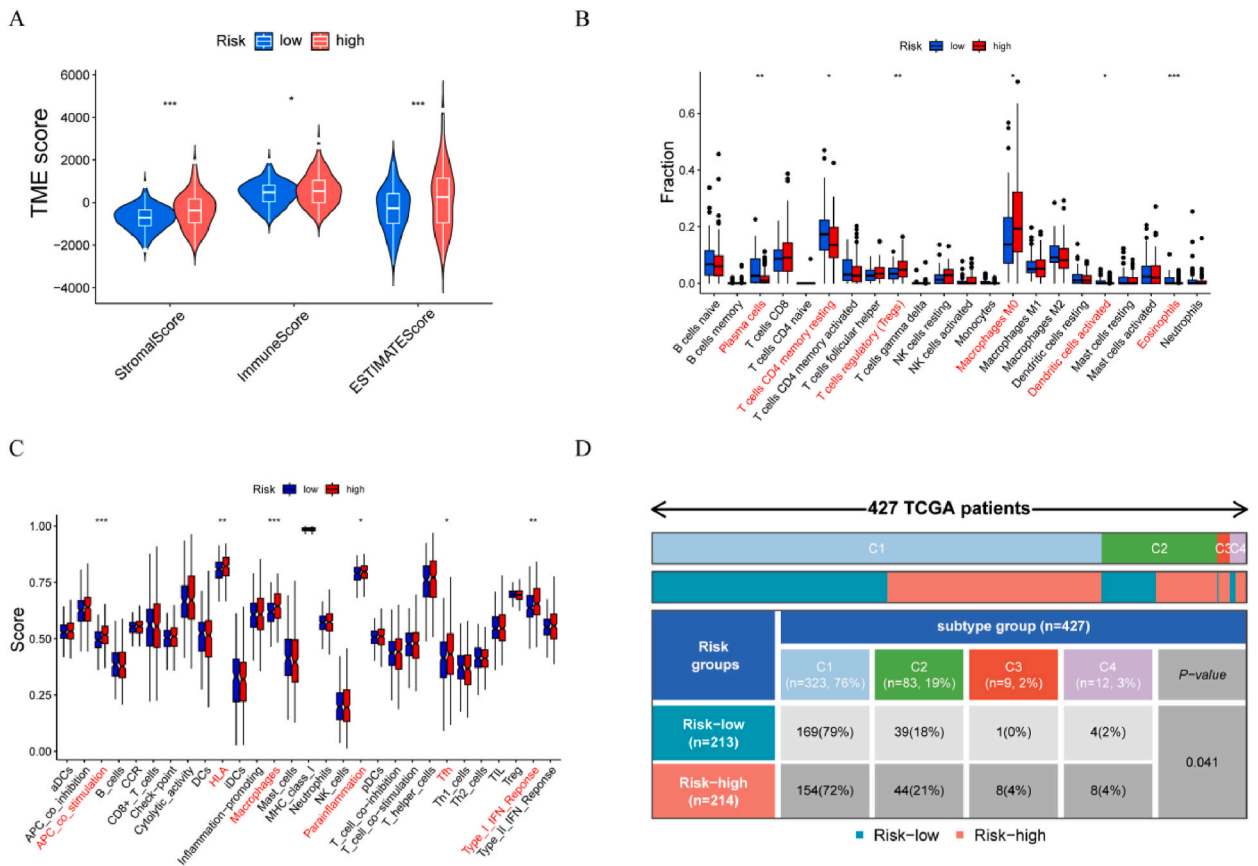 A
Risk low high
TME score
6000
4000
2000
0
−2000
−4000
*** * ***
StromalScore
ImmuneScore
ESTIMATEScore
B
Risk low high
Fraction
0.6
0.4
0.2
0.0
** * ** * * ***
B cells naive
B cells memory
Plasma cells
T cells CD8
T cells CD4 naive
T cells CD4 memory resting
T cells CD4 memory activated
T cells follicular helper
T cells regulatory (Tregs)
T cells gamma delta
NK cells resting
NK cells activated
Monocytes
Macrophages M0
Macrophages M1
Macrophages M2
Dendritic cells resting
Dendritic cells activated
Mast cells resting
Mast cells activated
Eosinophils
Neutrophils
C
Risk low high
Score
1.00
0.75
0.50
0.25
0.00
*** ** *** * * **
aDCs
APC_co_inhibition
APC_co_stimulation
B_cells
CCR
CD8+_T_cells
Check−point
Cytolytic_activity
DCs
HLA
iDCs
Inflammation−promoting
Macrophages
Mast_cells
MHC_class_I
Neutrophils
NK_cells
Parainflammation
pDCs
T_cell_co−inhibition
T_cell_co−stimulation
T_helper_cells
Tfh
Th1_cells
Th2_cells
TIL
Treg
Type_I_IFN_Reponse
Type_II_IFN_Reponse
D
427 TCGA patients
C1 C2 C3 C4
Risk
groups
subtype group (n=427)
C1
(n=323, 76%)
C2
(n=83, 19%)
C3
(n=9, 2%)
C4
(n=12, 3%)
P−value
Risk−low
(n=213)
169(79%) 39(18%) 1(0%) 4(2%)
0.041
Risk−high
(n=214)
154(72%) 44(21%) 8(4%) 8(4%)
Risk−low Risk−high